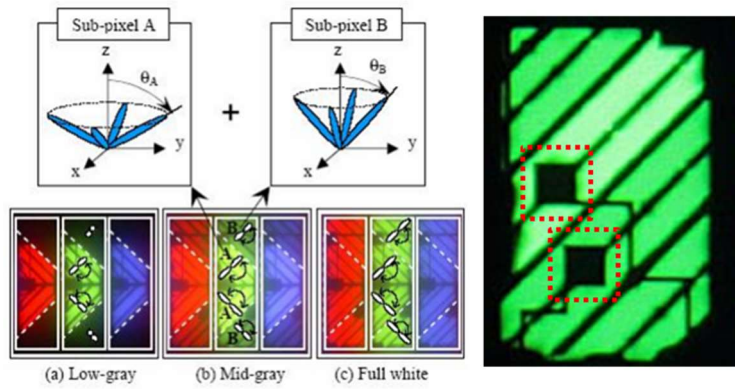 Sub-pixel A
Sub-pixel B
z
θA
y
x
+
z
θB
y
x
B
A
A
B
(a) Low-gray
(b) Mid-gray
(c) Full white